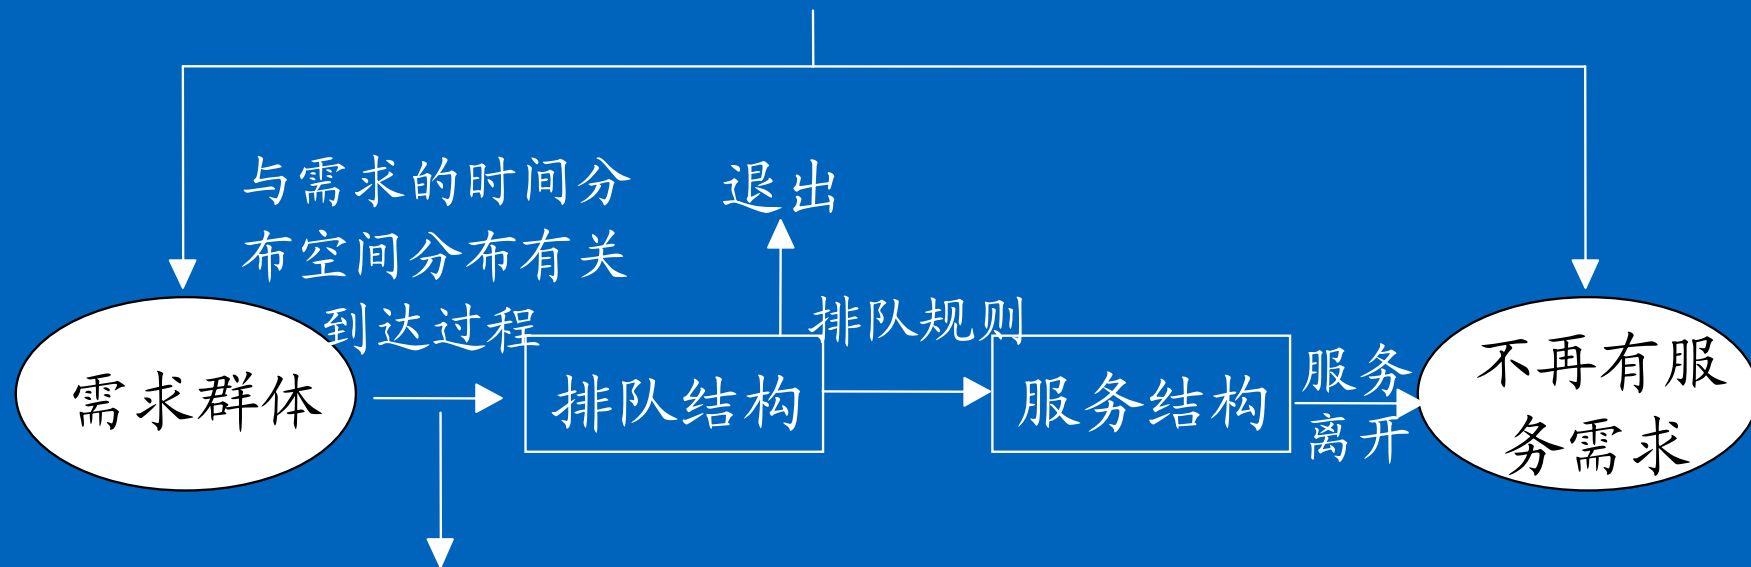 与需求的时间分
布空间分布有关
到达过程
退出
排队规则
需求群体
排队结构
服务结构
服务
离开
不再有服
务需求